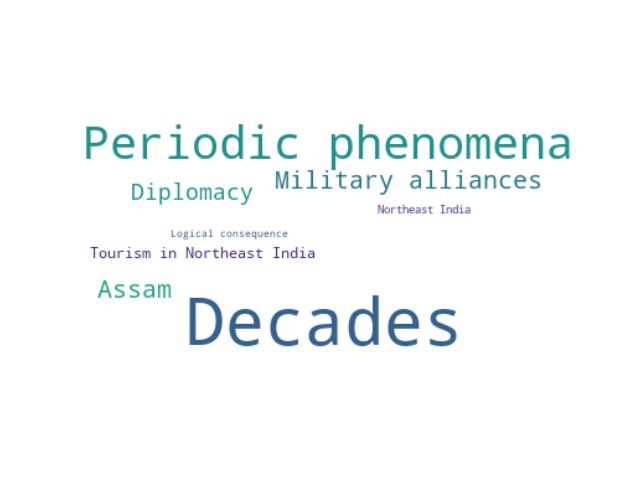 Periodic phenomena
Military alliances
Diplomacy
Northeast India
Logical consequence
Tourism in Northeast India
Assam
Decades